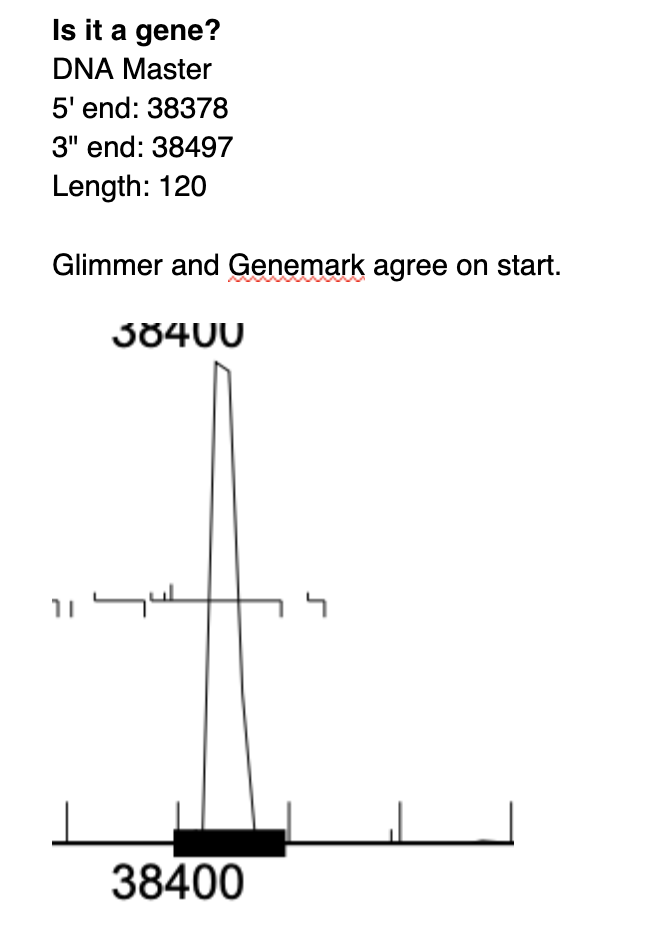 Is it a gene?
DNA Master
5' end: 38378
3" end: 38497
Length: 120
Glimmer and Genemark agree on start.
38400
38400